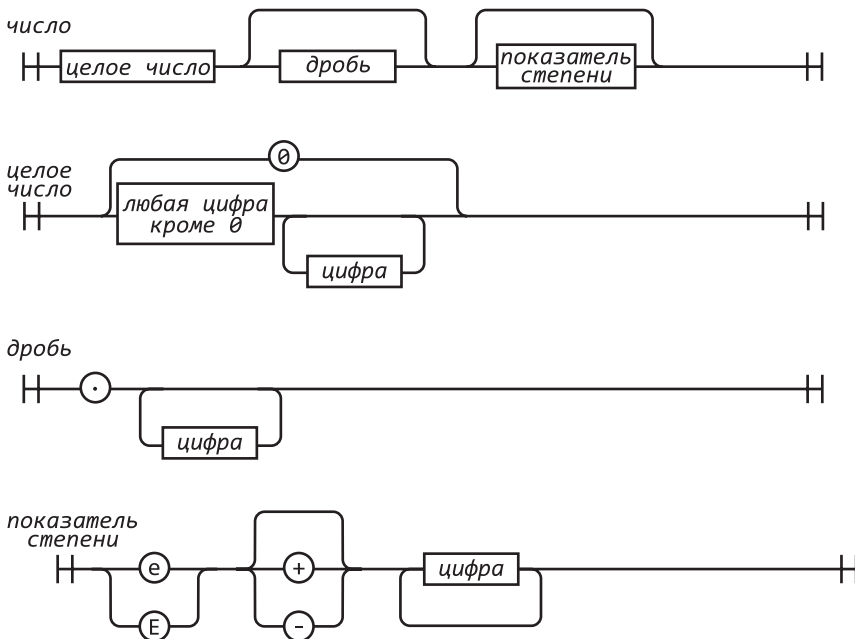 число
целое число
дробь
показатель
степени
целое
число
0
любая цифра
кроме 0
цифра
дробь
.
цифра
показатель
степени
e
+
цифра
E
-